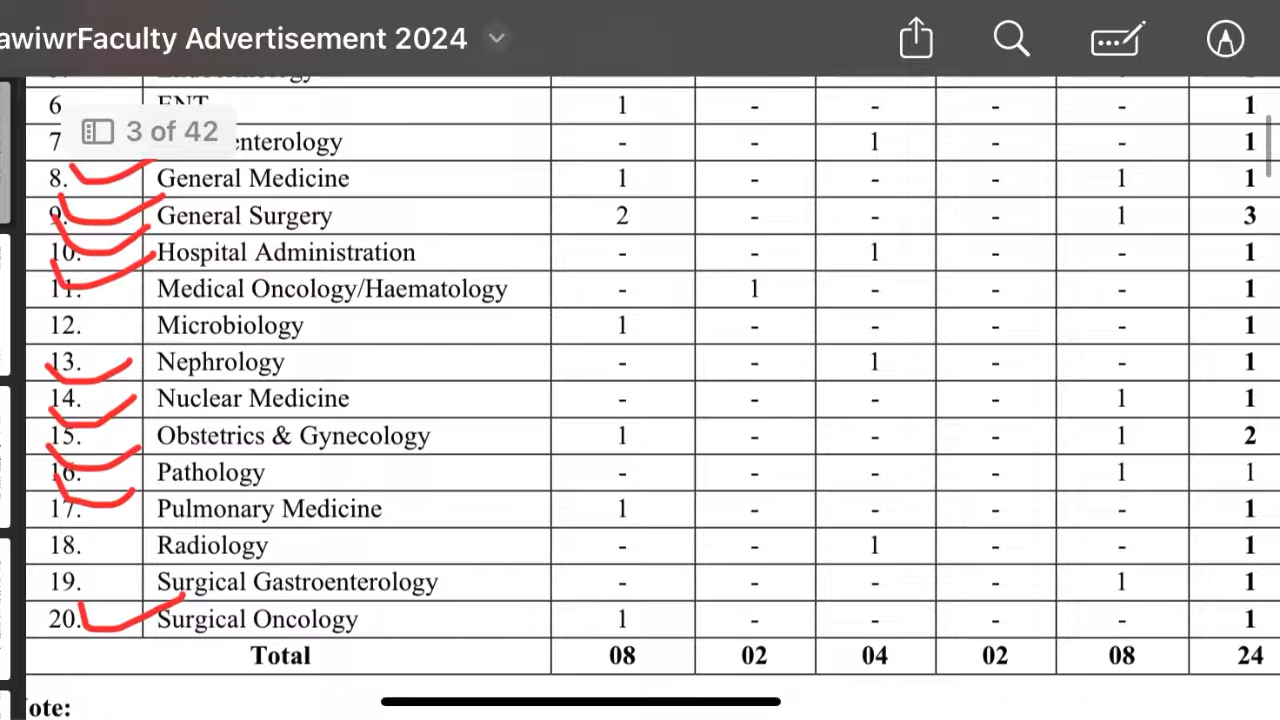 awiwrFaculty Advertisement 2024
6 ENT 1 - - - - 1
3 of 42
7 enterology - - 1 - - 1
8. General Medicine 1 - - - 1 1
9. General Surgery 2 - - - 1 3
10. Hospital Administration - - 1 - - 1
11. Medical Oncology/Haematology - 1 - - - 1
12. Microbiology 1 - - - - 1
13. Nephrology - - 1 - - 1
14. Nuclear Medicine - - - - 1 1
15. Obstetrics & Gynecology 1 - - - 1 2
16. Pathology - - - - 1 1
17. Pulmonary Medicine 1 - - - - 1
18. Radiology - - 1 - - 1
19. Surgical Gastroenterology - - - - 1 1
20. Surgical Oncology 1 - - - - 1
Total 08 02 04 02 08 24
ote: